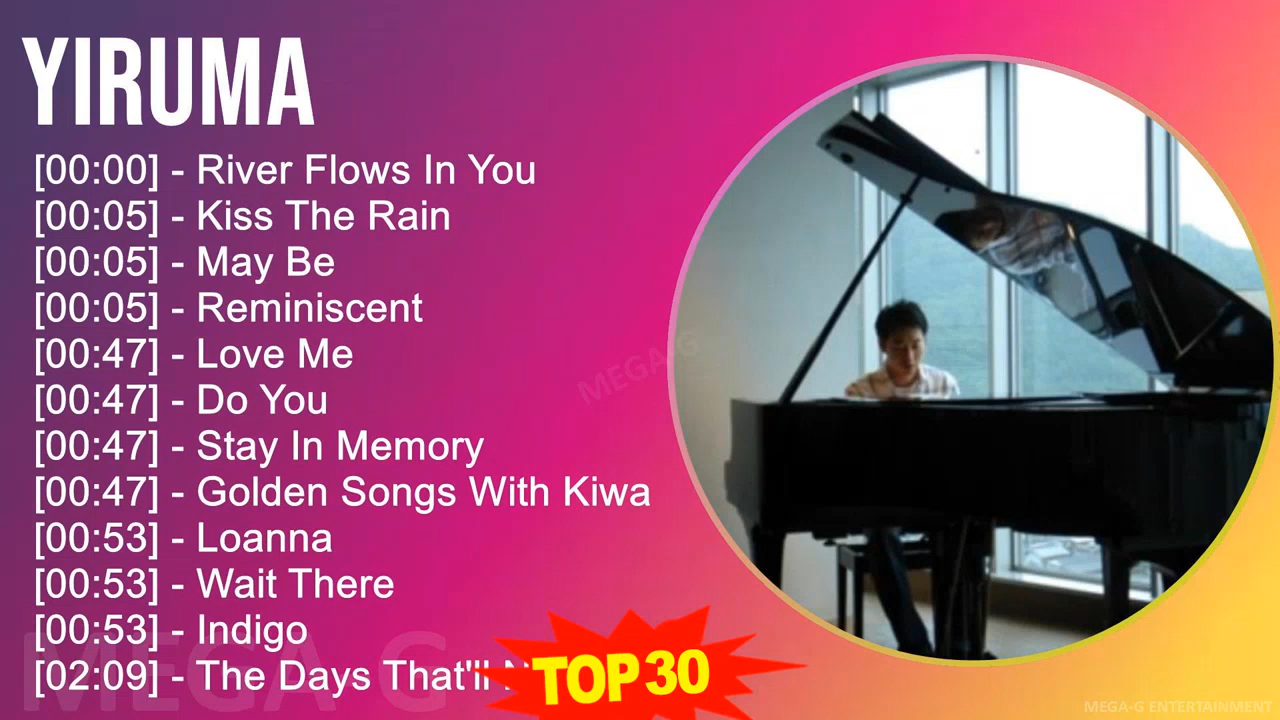 YIRUMA
[00:00] - River Flows In You
[00:05] - Kiss The Rain
[00:05] - May Be
[00:05] - Reminiscent
[00:47] - Love Me
[00:47] - Do You
[00:47] - Stay In Memory
[00:47] - Golden Songs With Kiwa
[00:53] - Loanna
[00:53] - Wait There
[00:53] - Indigo
[02:09] - The Days That'll N
TOP 30
MEGA-G
MEGA-G
MEGA-G ENTERTAINMENT